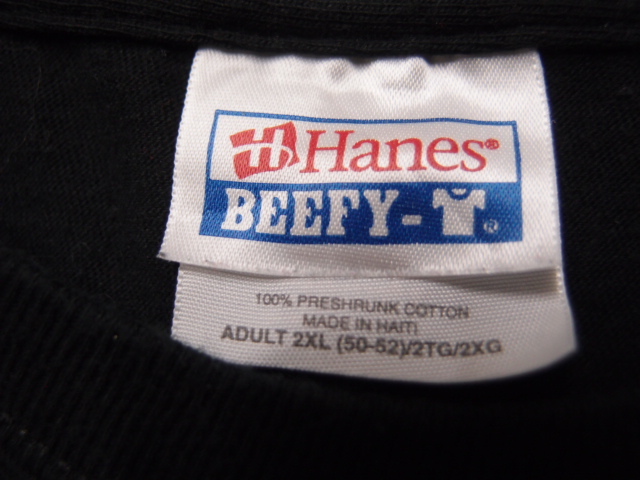 H Hanes®
BEEFY-T®
100% PRESHRUNK COTTON
MADE IN HAITI
ADULT 2XL (50-52)/2TG/2XG